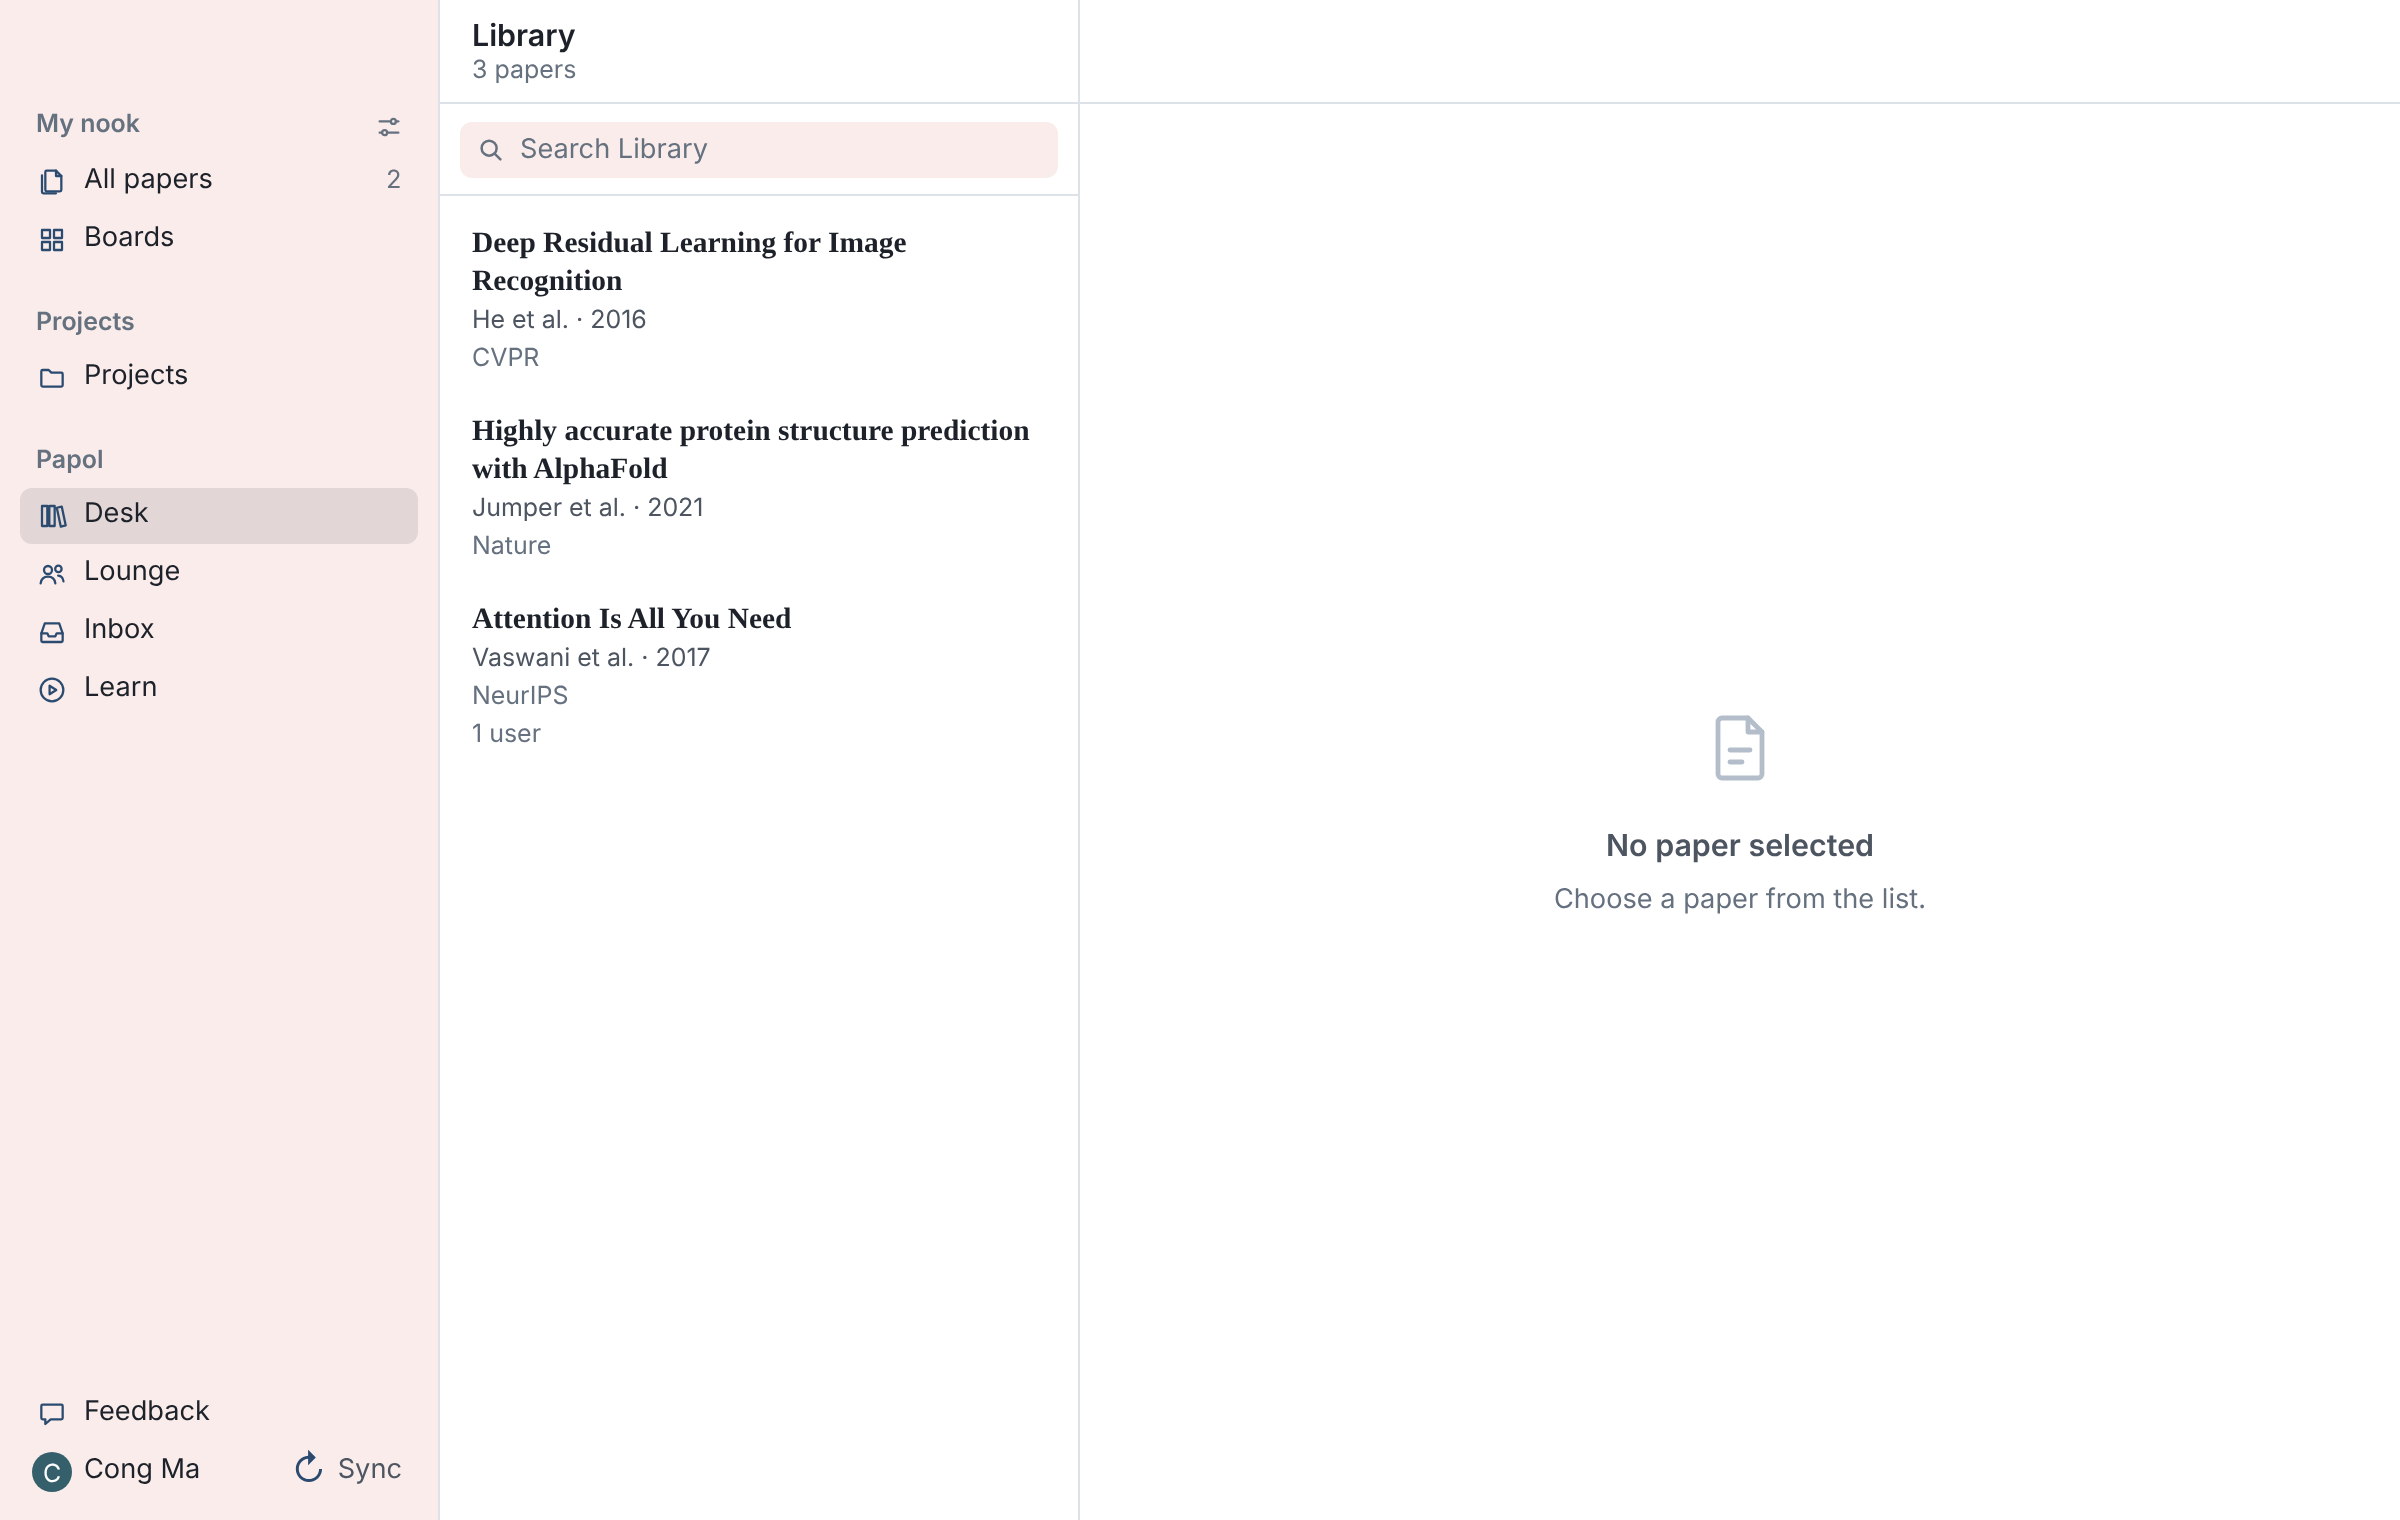 My nook
All papers 2
Boards
Projects
Projects
Papol
Desk
Lounge
Inbox
Learn
Feedback
C Cong Ma Sync
Library
3 papers
Search Library
Deep Residual Learning for Image
Recognition
He et al. · 2016
CVPR
Highly accurate protein structure prediction
with AlphaFold
Jumper et al. · 2021
Nature
Attention Is All You Need
Vaswani et al. · 2017
NeurIPS
1 user
No paper selected
Choose a paper from the list.